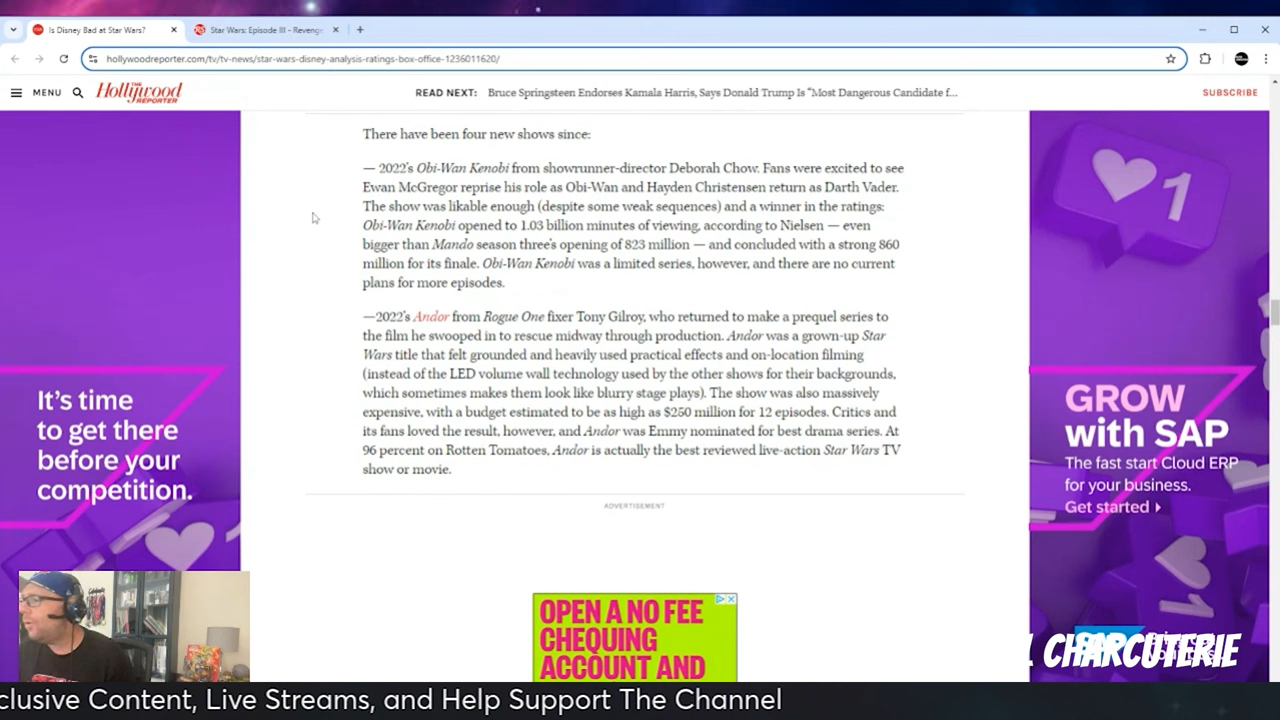 Is Disney Bad at Star Wars?
Star Wars: Episode III - Revenge
hollywoodreporter.com/tv/tv-news/star-wars-disney-analysis-ratings-box-office-1236011620/
MENU
THE Hollywood REPORTER
READ NEXT: Bruce Springsteen Endorses Kamala Harris, Says Donald Trump Is “Most Dangerous Candidate f...
SUBSCRIBE
There have been four new shows since:
— 2022’s Obi-Wan Kenobi from showrunner-director Deborah Chow. Fans were excited to see
Ewan McGregor reprise his role as Obi-Wan and Hayden Christensen return as Darth Vader.
The show was likable enough (despite some weak sequences) and a winner in the ratings:
Obi-Wan Kenobi opened to 1.03 billion minutes of viewing, according to Nielsen — even
bigger than Mando season three’s opening of 823 million — and concluded with a strong 860
million for its finale. Obi-Wan Kenobi was a limited series, however, and there are no current
plans for more episodes.
—2022’s Andor from Rogue One fixer Tony Gilroy, who returned to make a prequel series to
the film he swooped in to rescue midway through production. Andor was a grown-up Star
Wars title that felt grounded and heavily used practical effects and on-location filming
(instead of the LED volume wall technology used by the other shows for their backgrounds,
which sometimes makes them look like blurry stage plays). The show was also massively
expensive, with a budget estimated to be as high as $250 million for 12 episodes. Critics and
its fans loved the result, however, and Andor was Emmy nominated for best drama series. At
96 percent on Rotten Tomatoes, Andor is actually the best reviewed live-action Star Wars TV
show or movie.
ADVERTISEMENT
It’s time
to get there
before your
competition.
1
GROW
with SAP
The fast start Cloud ERP
for your business.
Get started
OPEN A NO FEE
CHEQUING
ACCOUNT AND
L CHARCUTERIE
clusive Content, Live Streams, and Help Support The Channel